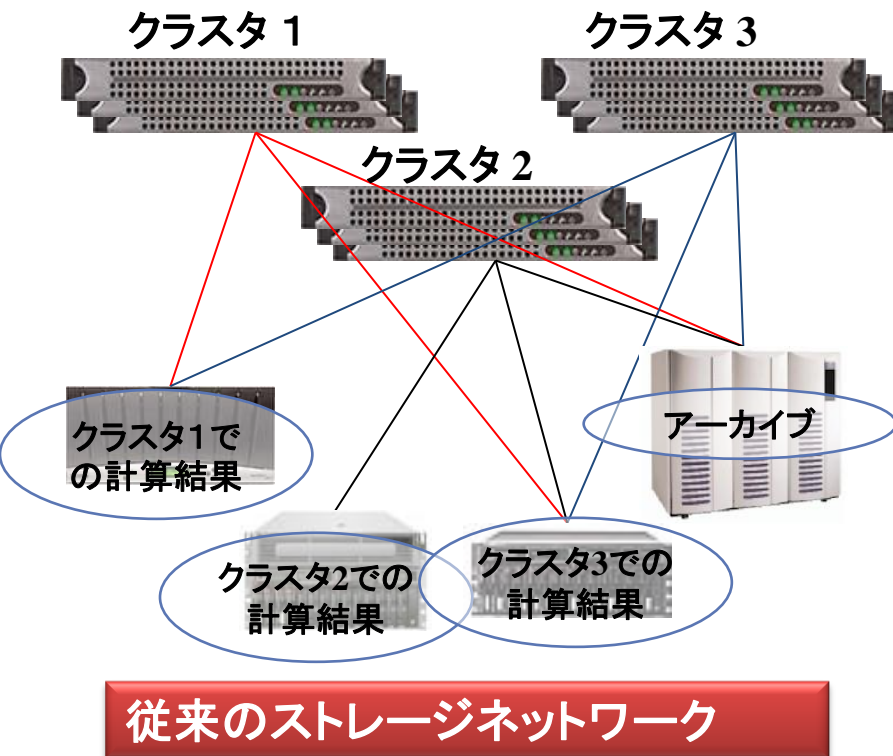 クラスタ 1
クラスタ 3
クラスタ 2
クラスタ1で
の計算結果
アーカイブ
クラスタ2での
計算結果
クラスタ3での
計算結果
従来のストレージネットワーク